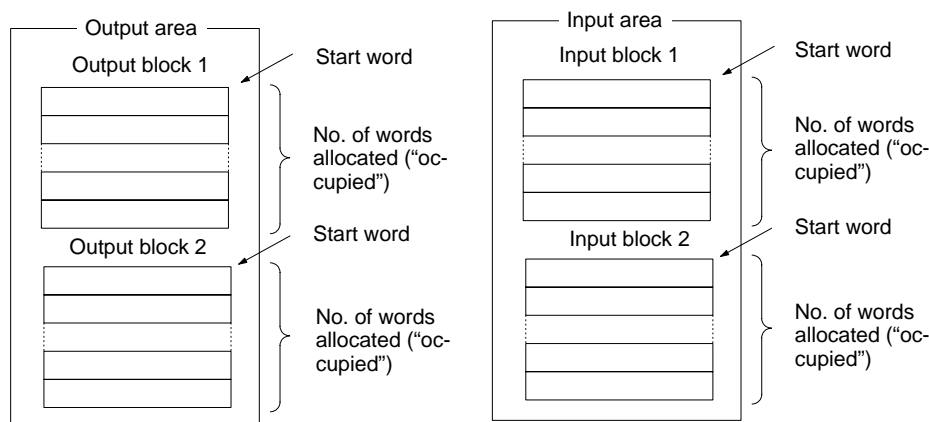 Output area
Output block 1
Start word
No. of words
allocated (“oc-
cupied”)
Output block 2
Start word
No. of words
allocated (“oc-
cupied”)
Input area
Input block 1
Start word
No. of words
allocated (“oc-
cupied”)
Input block 2
Start word
No. of words
allocated (“oc-
cupied”)